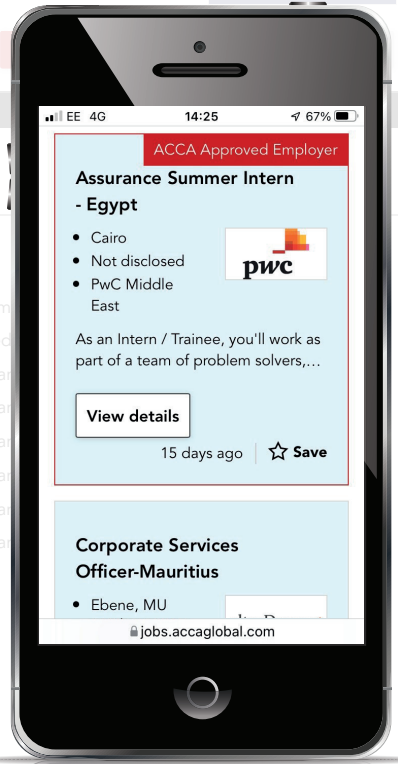 EE 4G 14:25 67%
ACCA Approved Employer
Assurance Summer Intern
- Egypt
• Cairo
• Not disclosed
• PwC Middle
East
pwc
As an Intern / Trainee, you'll work as
part of a team of problem solvers,...
View details
15 days ago
Save
Corporate Services
Officer-Mauritius
• Ebene, MU
jobs.accaglobal.com